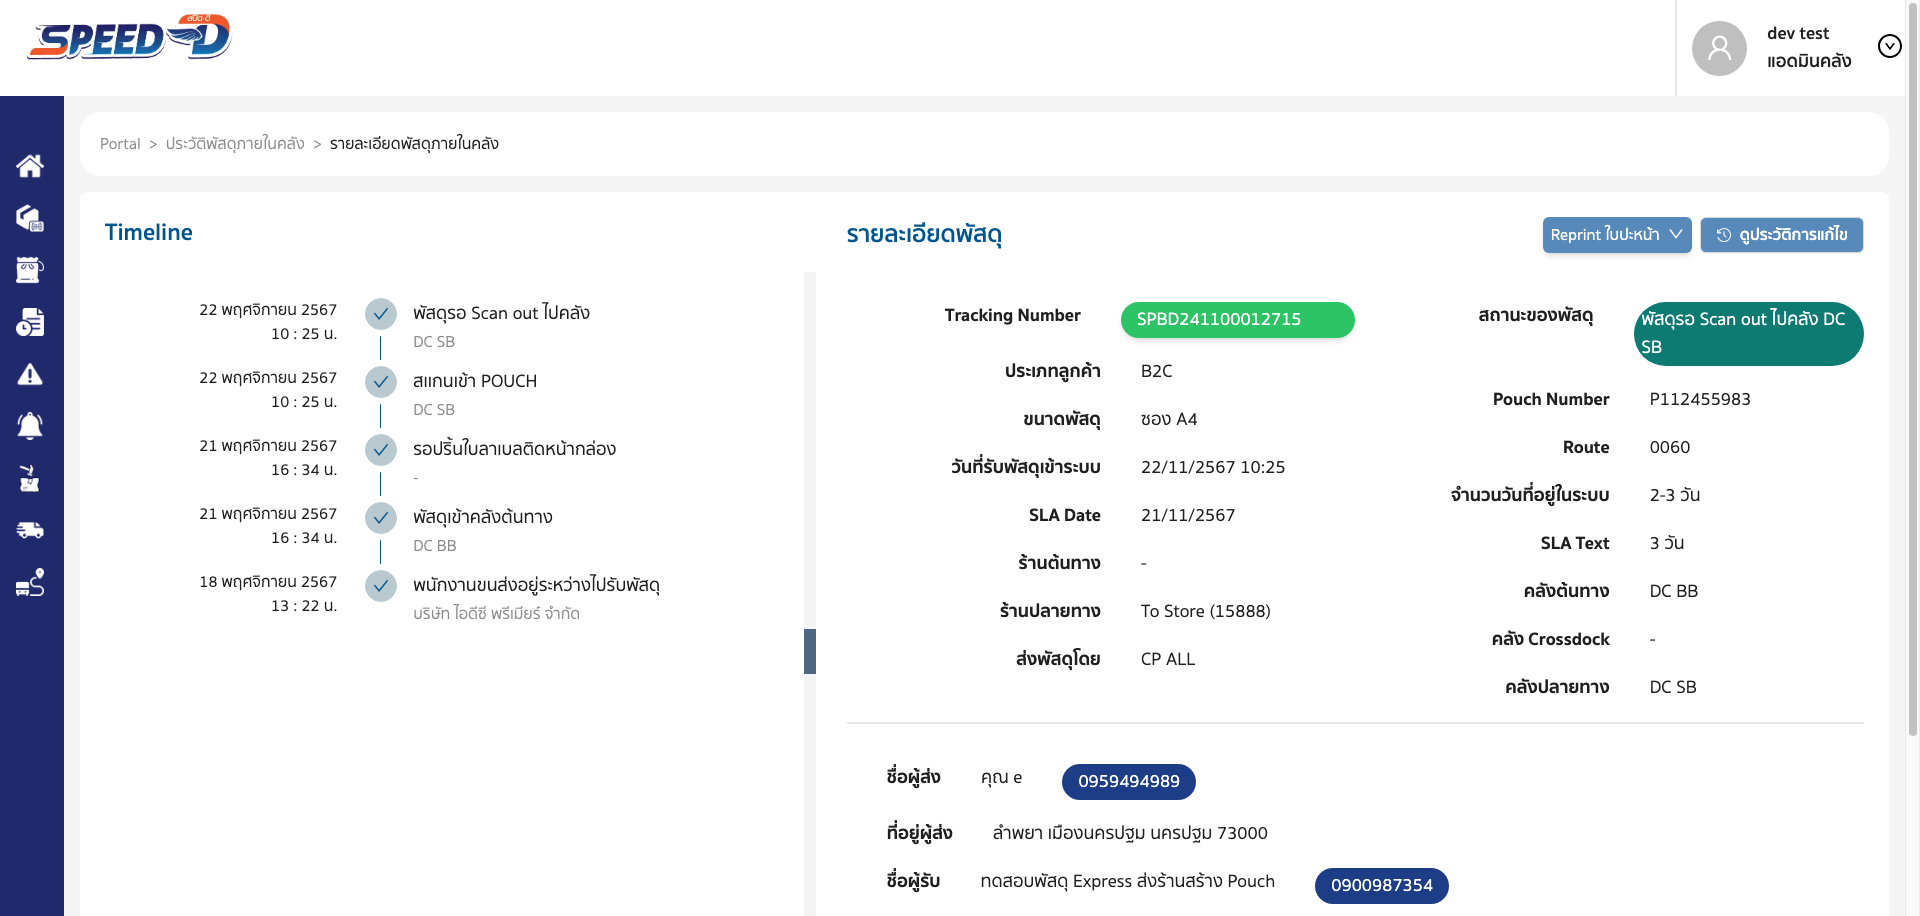 สปีด-ดี
SPEED-D
dev test
แอดมินคลัง
Portal > ประวัติพัสดุภายในคลัง > รายละเอียดพัสดุภายในคลัง
Timeline
22 พฤศจิกายน 2567
10 : 25 น.
พัสดุรอ Scan out ไปคลัง
DC SB
22 พฤศจิกายน 2567
10 : 25 น.
สแกนเข้า POUCH
DC SB
21 พฤศจิกายน 2567
16 : 34 น.
รอปริ้นใบลาเบลติดหน้ากล่อง
-
21 พฤศจิกายน 2567
16 : 34 น.
พัสดุเข้าคลังต้นทาง
DC BB
18 พฤศจิกายน 2567
13 : 22 น.
พนักงานขนส่งอยู่ระหว่างไปรับพัสดุ
บริษัท ไอดีซี พรีเมียร์ จำกัด
รายละเอียดพัสดุ
Reprint ใบปะหน้า
ดูประวัติการแก้ไข
Tracking Number SPBD241100012715
ประเภทลูกค้า B2C
ขนาดพัสดุ ซอง A4
วันที่รับพัสดุเข้าระบบ 22/11/2567 10:25
SLA Date 21/11/2567
ร้านต้นทาง -
ร้านปลายทาง To Store (15888)
ส่งพัสดุโดย CP ALL
สถานะของพัสดุ พัสดุรอ Scan out ไปคลัง DC
SB
Pouch Number P112455983
Route 0060
จำนวนวันที่อยู่ในระบบ 2-3 วัน
SLA Text 3 วัน
คลังต้นทาง DC BB
คลัง Crossdock -
คลังปลายทาง DC SB
ชื่อผู้ส่ง คุณ e 0959494989
ที่อยู่ผู้ส่ง ลำพยา เมืองนครปฐม นครปฐม 73000
ชื่อผู้รับ ทดสอบพัสดุ Express ส่งร้านสร้าง Pouch 0900987354